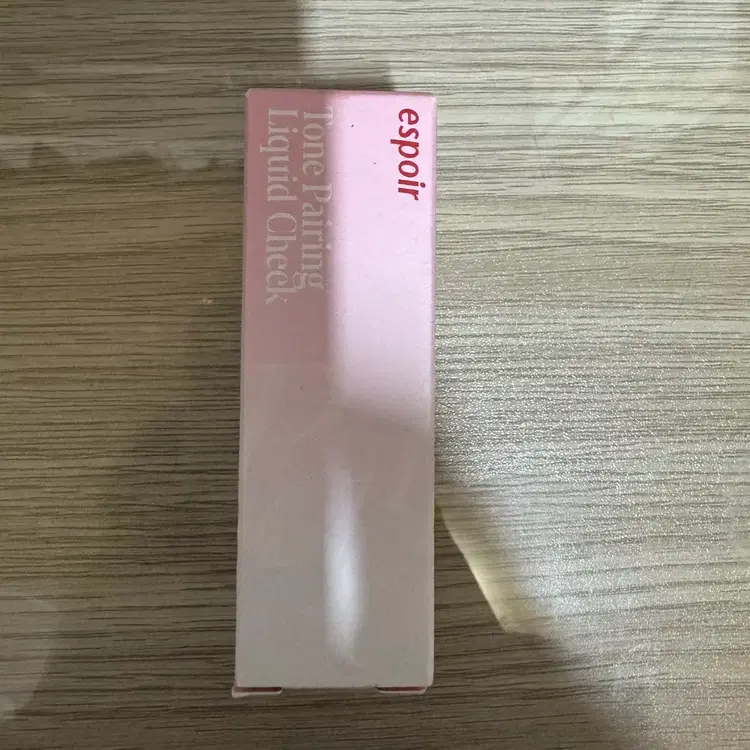 espoir
Tone Pairing
Liquid Cheek